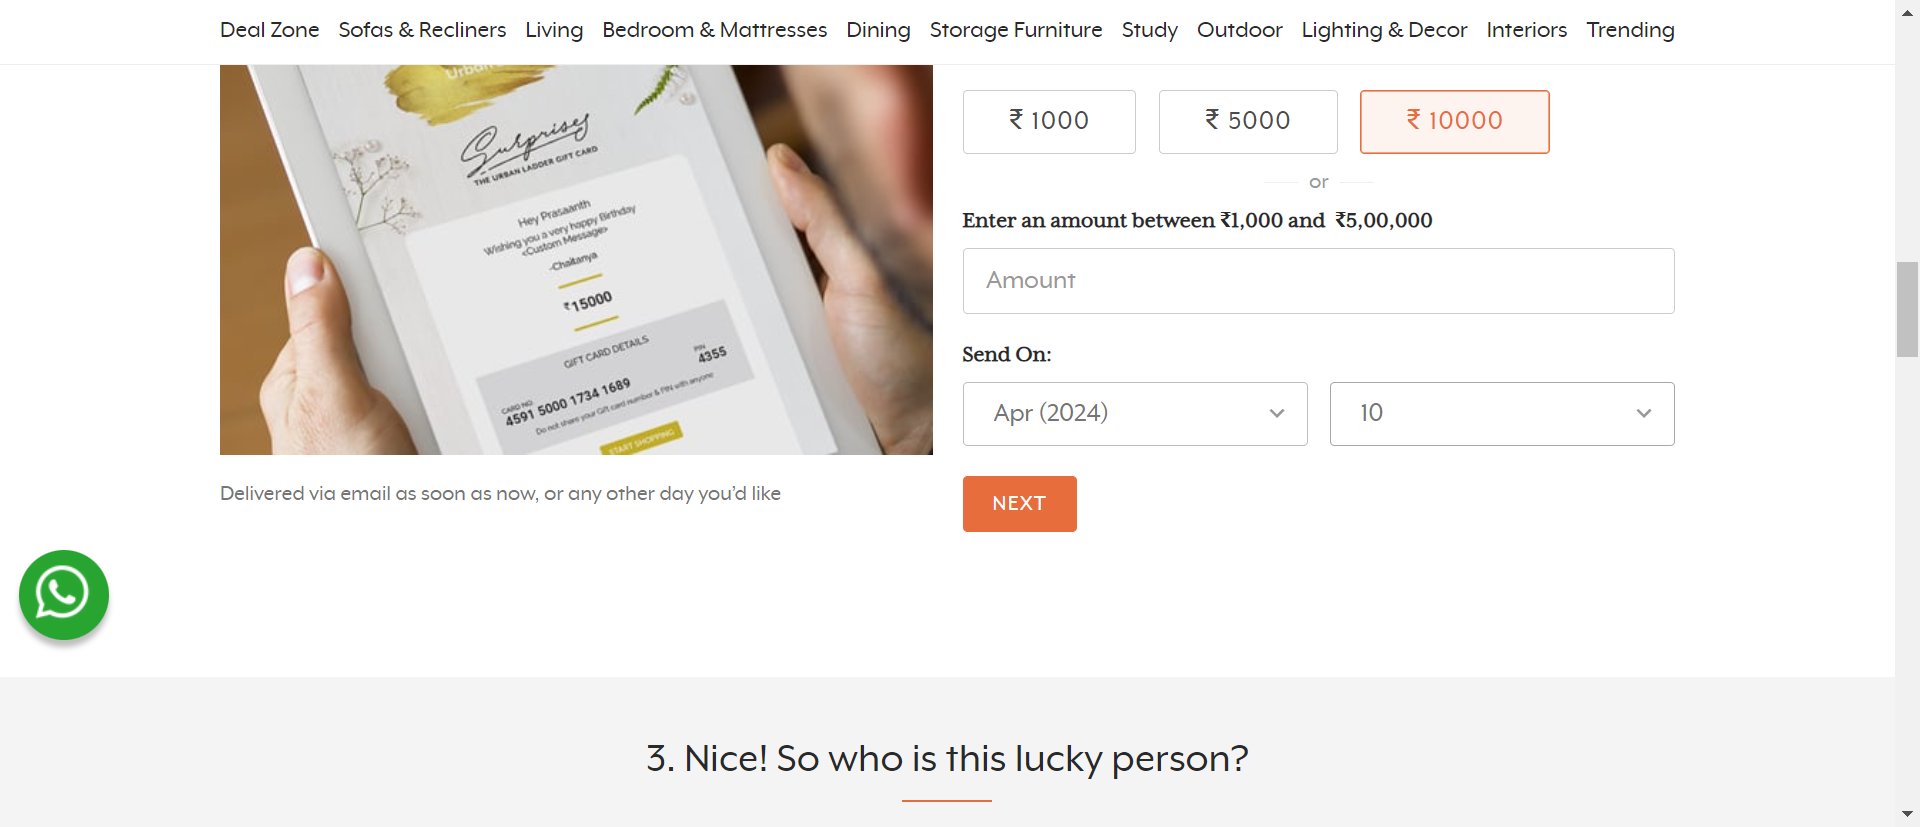 Deal Zone Sofas & Recliners Living Bedroom & Mattresses Dining Storage Furniture Study Outdoor Lighting & Decor Interiors Trending
Surprises
THE URBAN LADDER GIFT CARD
Hey Prasaanth
Wishing you a very happy Birthday
<Custom Message>
-Chaitanya
₹15000
GIFT CARD DETAILS
CARD NO. PIN
4591 5000 1734 1689 4355
Do not share your Gift card number & PIN with anyone
START SHOPPING
Delivered via email as soon as now, or any other day you’d like
₹ 1000 ₹ 5000 ₹ 10000
or
Enter an amount between ₹1,000 and ₹5,00,000
Amount
Send On:
Apr (2024) 10
NEXT
3. Nice! So who is this lucky person?